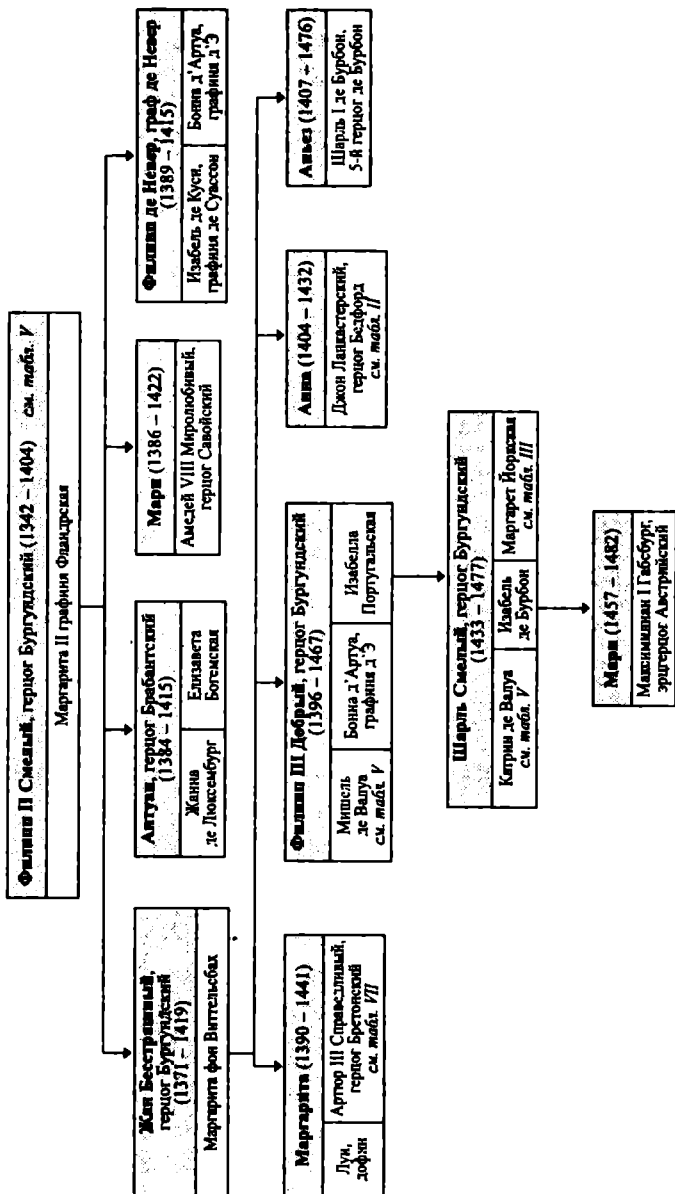 Филипп II Смелый, герцог Бургундский (1342 – 1404) см. табл. V
Маргарита II графиня Фландрская
Жан Бесстрашный,
герцог Бургундский
(1371 – 1419)
Маргарита фон Виттельсбах
Антуан, герцог Брабантский
(1384 – 1415)
Жанна
де Люксембург
Елизавета
Богемская
Мари (1386 – 1422)
Амедей VIII Миролюбивый,
герцог Савойский
Филипп де Невер, граф де Невер
(1389 – 1415)
Изабель де Куси,
графиня де Суассон
Бонна д'Артуа,
графиня д'Э
Маргарита (1390 – 1441)
Луи,
дофин
Артюр III Справедливый,
герцог Бретонский
см. табл. VII
Филипп III Добрый, герцог Бургундский
(1396 – 1467)
Мишель
де Валуа
см. табл. V
Бонна д'Артуа,
графиня д'Э
Изабелла
Португальская
Анна (1404 – 1432)
Джон Ланкастерский,
герцог Бедфорд
см. табл. II
Аньез (1407 – 1476)
Шарль I де Бурбон,
5-й герцог де Бурбон
Шарль Смелый, герцог Бургундский
(1433 – 1477)
Катрин де Валуа
см. табл. V
Изабель
де Бурбон
Маргарет Йоркская
см. табл. III
Мари (1457 – 1482)
Максимилиан I Габсбург,
эрцгерцог Австрийский